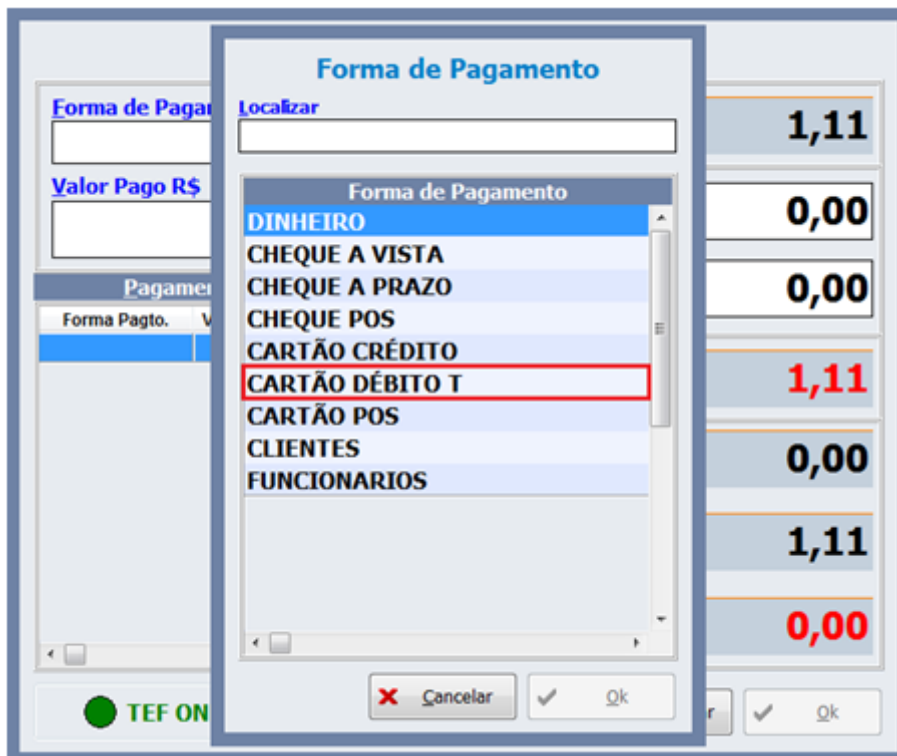 Forma de Pagamento
Localizar
Forma de Pagamento
DINHEIRO
CHEQUE A VISTA
CHEQUE A PRAZO
CHEQUE POS
CARTÃO CRÉDITO
CARTÃO DÉBITO T
CARTÃO POS
CLIENTES
FUNCIONARIOS
Cancelar
Ok
Forma de
Valor Pago R$
Forma Pagto.
TEF ON
1,11
0,00
0,00
1,11
0,00
1,11
0,00
Ok